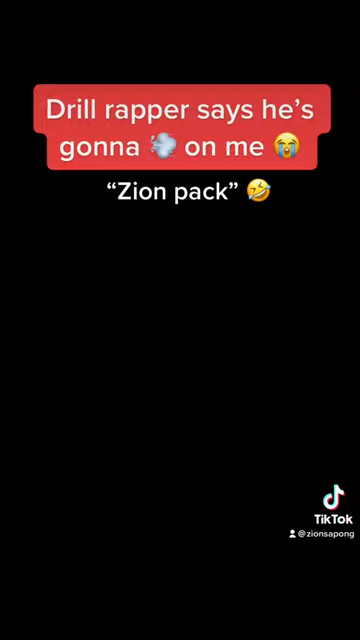 Drill rapper says he’s
gonna 💨 on me 😭
“Zion pack” 🤣
TikTok
@zionsapong